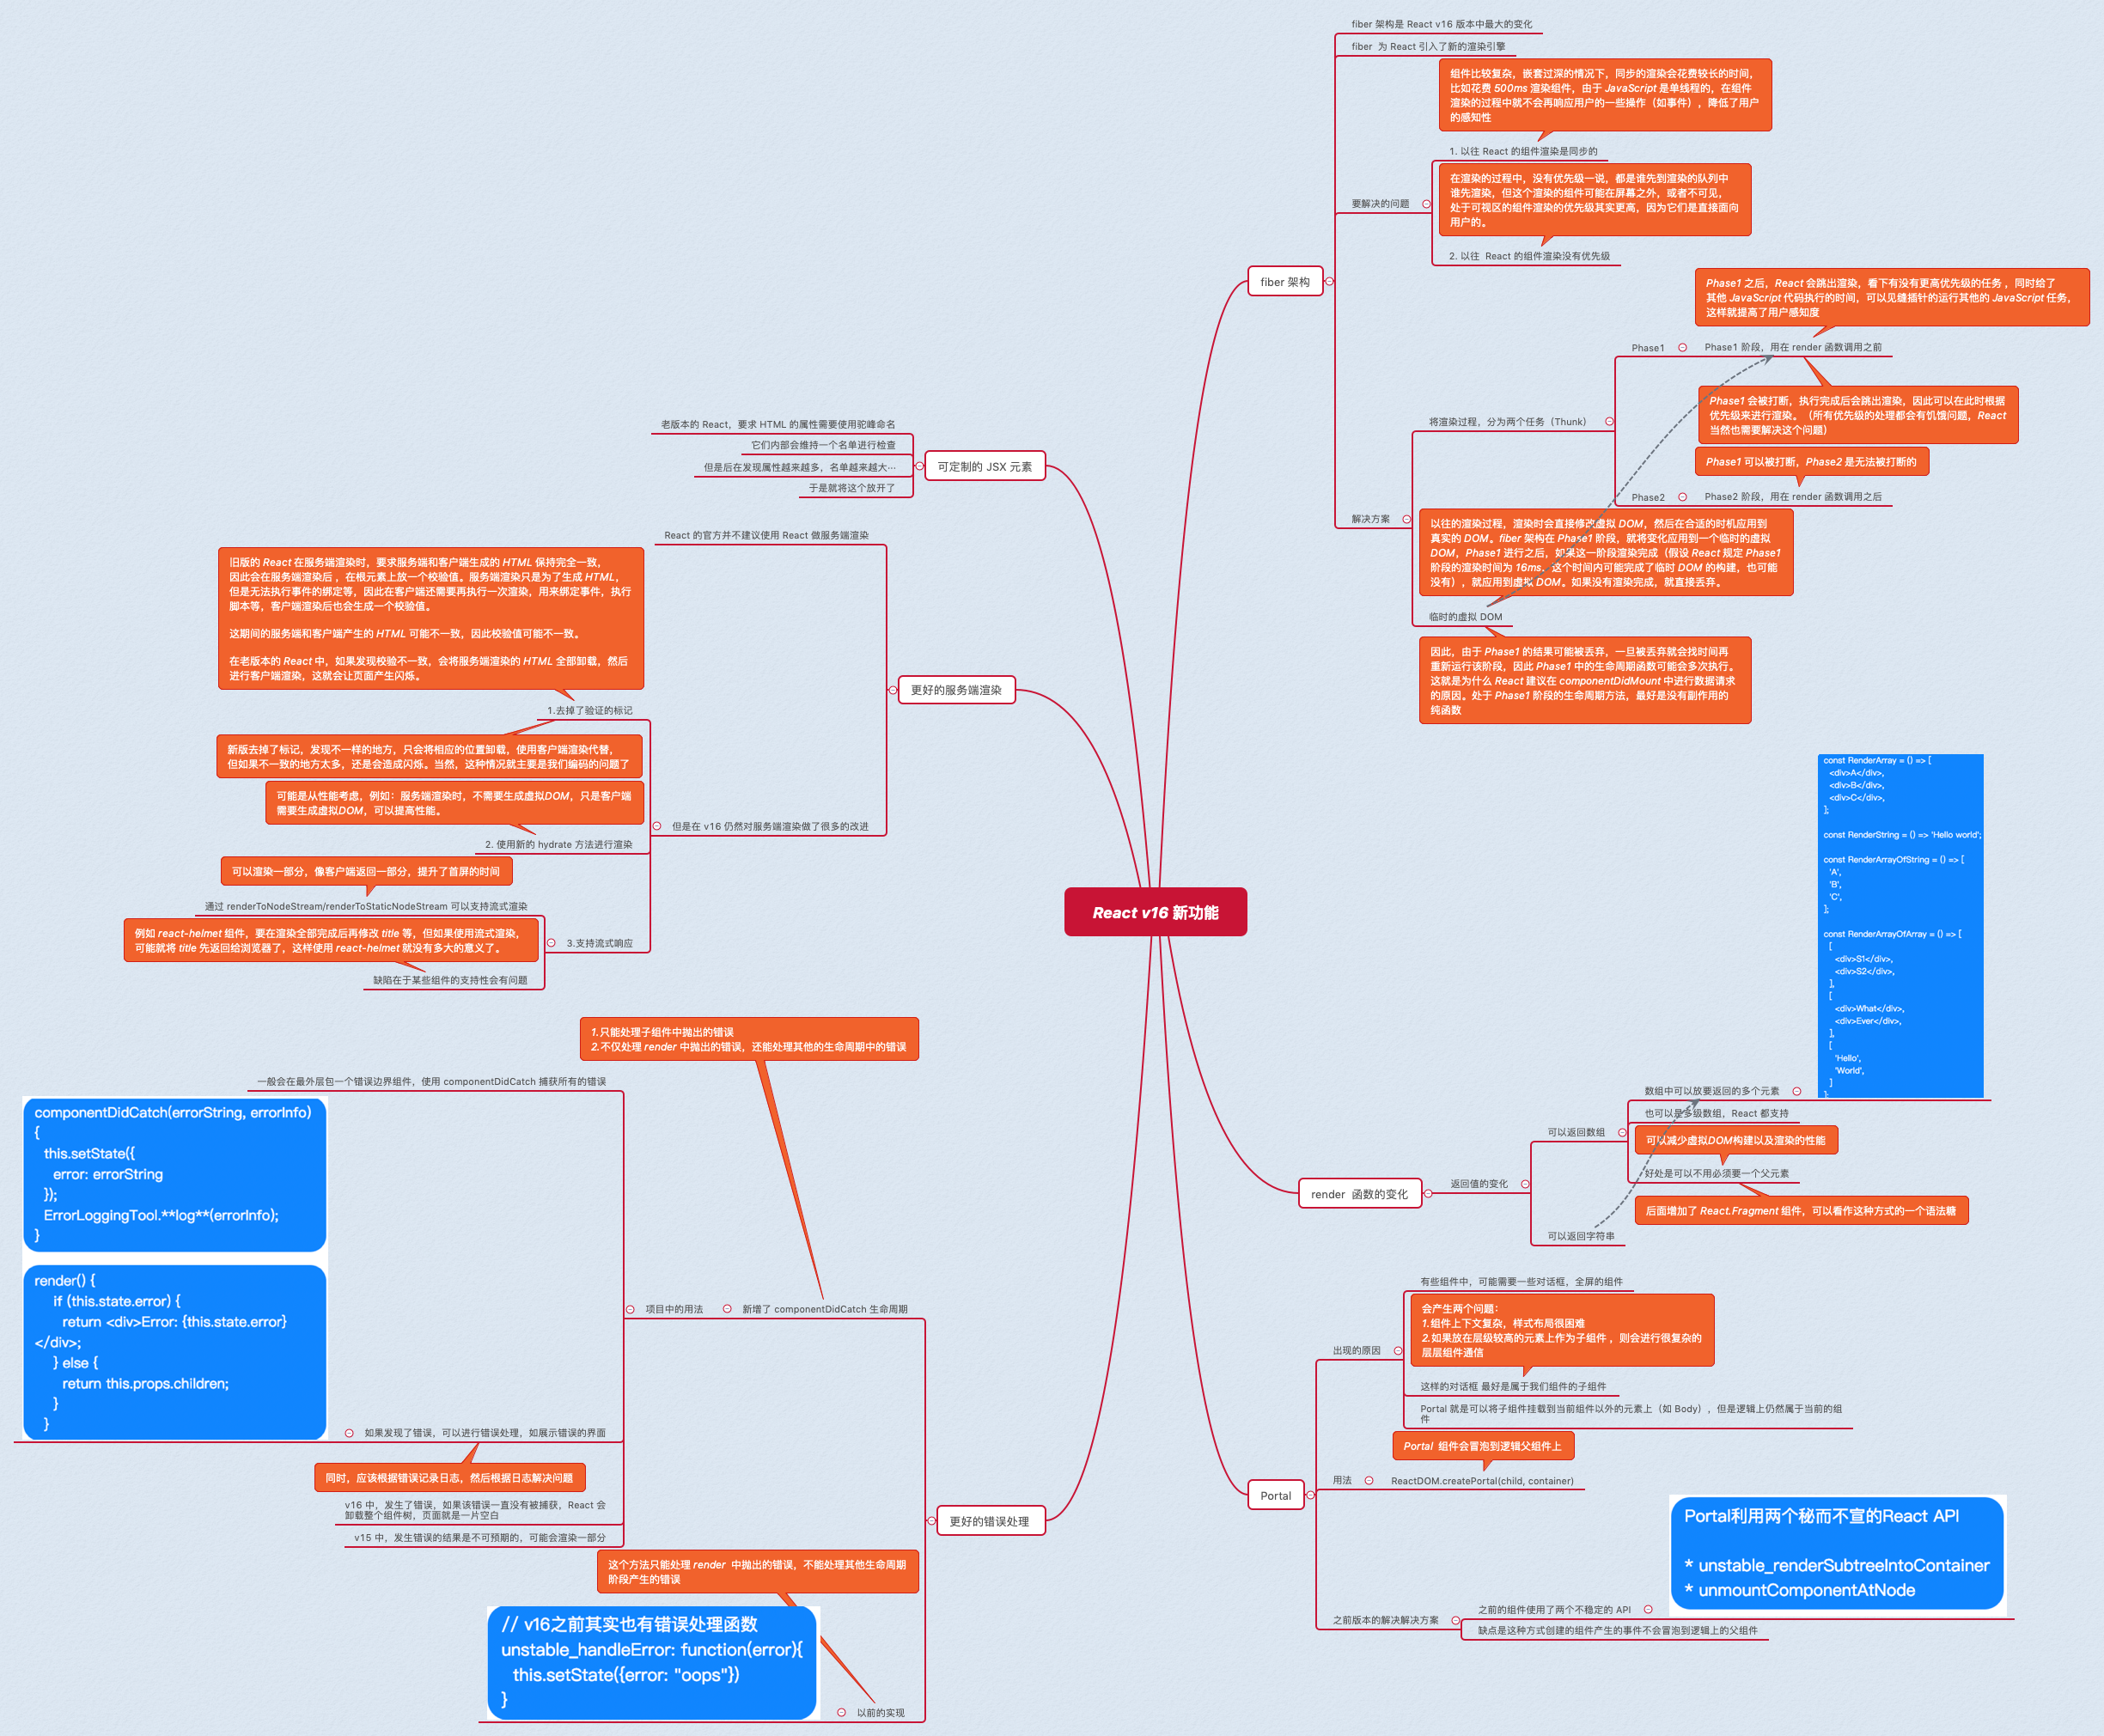 React v16 新功能
fiber 架构
fiber 架构是 React v16 版本中最大的变化
fiber 为 React 引入了新的渲染引擎
要解决的问题
组件比较复杂，嵌套过深的情况下，同步的渲染会花费较长的时间，
比如花费 500ms 渲染组件，由于 JavaScript 是单线程的，在组件
渲染的过程中就不会再响应用户的一些操作（如事件），降低了用户
的感知性
1. 以往 React 的组件渲染是同步的
在渲染的过程中，没有优先级一说，都是谁先到渲染的队列中
谁先渲染，但这个渲染的组件可能在屏幕之外，或者不可见，
处于可视区的组件渲染的优先级其实更高，因为它们是直接面向
用户的。
2. 以往 React 的组件渲染没有优先级
解决方案
将渲染过程，分为两个任务（Thunk）
Phase1 之后，React 会跳出渲染，看下有没有更高优先级的任务，同时给了
其他 JavaScript 代码执行的时间，可以见缝插针的运行其他的 JavaScript 任务，
这样就提高了用户感知度
Phase1
Phase1 阶段，用在 render 函数调用之前
Phase1 会被打断，执行完成后会跳出渲染，因此可以在此时根据
优先级来进行渲染。（所有优先级的处理都会有饥饿问题，React
当然也需要解决这个问题）
Phase1 可以被打断，Phase2 是无法被打断的
Phase2
Phase2 阶段，用在 render 函数调用之后
以往的渲染过程，渲染时会直接修改虚拟 DOM，然后在合适的时机应用到
真实的 DOM。fiber 架构在 Phase1 阶段，就将变化应用到一个临时的虚拟
DOM，Phase1 进行之后，如果这一阶段渲染完成（假设 React 规定 Phase1
阶段的渲染时间为 16ms，这个时间内可能完成了临时 DOM 的构建，也可能
没有），就应用到虚拟 DOM。如果没有渲染完成，就直接丢弃。
临时的虚拟 DOM
因此，由于 Phase1 的结果可能被丢弃，一旦被丢弃就会找时间再
重新运行该阶段，因此 Phase1 中的生命周期函数可能会多次执行。
这就是为什么 React 建议在 componentDidMount 中进行数据请求
的原因。处于 Phase1 阶段的生命周期方法，最好是没有副作用的
纯函数
render 函数的变化
返回值的变化
可以返回数组
const RenderArray = () => [
<div>A</div>,
<div>B</div>,
<div>C</div>,
];
const RenderString = () => 'Hello world';
const RenderArrayOfString = () => [
'A',
'B',
'C',
];
const RenderArrayOfArray = () => [
[
<div>S1</div>,
<div>S2</div>,
],
[
<div>What</div>,
<div>Ever</div>,
],
[
'Hello',
'World',
]
];
数组中可以放要返回的多个元素
也可以是多级数组，React 都支持
可以减少虚拟DOM构建以及渲染的性能
好处是可以不用必须要一个父元素
后面增加了 React.Fragment 组件，可以看作这种方式的一个语法糖
可以返回字符串
Portal
出现的原因
有些组件中，可能需要一些对话框，全屏的组件
会产生两个问题：
1.组件上下文复杂，样式布局很困难
2.如果放在层级较高的元素上作为子组件，则会进行很复杂的
层层组件通信
这样的对话框 最好是属于我们组件的子组件
Portal 就是可以将子组件挂载到当前组件以外的元素上（如 Body），但是逻辑上仍然属于当前的组
件
Portal 组件会冒泡到逻辑父组件上
用法
ReactDOM.createPortal(child, container)
之前版本的解决解决方案
Portal利用两个秘而不宣的React API
* unstable_renderSubtreeIntoContainer
* unmountComponentAtNode
之前的组件使用了两个不稳定的 API
缺点是这种方式创建的组件产生的事件不会冒泡到逻辑上的父组件
可定制的 JSX 元素
老版本的 React，要求 HTML 的属性需要使用驼峰命名
它们内部会维持一个名单进行检查
但是后在发现属性越来越多，名单越来越大…
于是就将这个放开了
更好的服务端渲染
React 的官方并不建议使用 React 做服务端渲染
但是在 v16 仍然对服务端渲染做了很多的改进
旧版的 React 在服务端渲染时，要求服务端和客户端生成的 HTML 保持完全一致，
因此会在服务端渲染后，在根元素上放一个校验值。服务端渲染只是为了生成 HTML，
但是无法执行事件的绑定等，因此在客户端还需要再执行一次渲染，用来绑定事件，执行
脚本等，客户端渲染后也会生成一个校验值。
这期间的服务端和客户端产生的 HTML 可能不一致，因此校验值可能不一致。
在老版本的 React 中，如果发现校验不一致，会将服务端渲染的 HTML 全部卸载，然后
进行客户端渲染，这就会让页面产生闪烁。
1.去掉了验证的标记
新版去掉了标记，发现不一样的地方，只会将相应的位置卸载，使用客户端渲染代替，
但如果不一致的地方太多，还是会造成闪烁。当然，这种情况就主要是我们编码的问题了
可能是从性能考虑，例如：服务端渲染时，不需要生成虚拟DOM，只是客户端
需要生成虚拟DOM，可以提高性能。
2. 使用新的 hydrate 方法进行渲染
3.支持流式响应
可以渲染一部分，像客户端返回一部分，提升了首屏的时间
通过 renderToNodeStream/renderToStaticNodeStream 可以支持流式渲染
例如 react-helmet 组件，要在渲染全部完成后再修改 title 等，但如果使用流式渲染，
可能就将 title 先返回给浏览器了，这样使用 react-helmet 就没有多大的意义了。
缺陷在于某些组件的支持性会有问题
更好的错误处理
1.只能处理子组件中抛出的错误
2.不仅处理 render 中抛出的错误，还能处理其他的生命周期中的错误
新增了 componentDidCatch 生命周期
项目中的用法
一般会在最外层包一个错误边界组件，使用 componentDidCatch 捕获所有的错误
componentDidCatch(errorString, errorInfo)
{
this.setState({
error: errorString
});
ErrorLoggingTool.**log**(errorInfo);
}
render() {
if (this.state.error) {
return <div>Error: {this.state.error}
</div>;
} else {
return this.props.children;
}
}
如果发现了错误，可以进行错误处理，如展示错误的界面
同时，应该根据错误记录日志，然后根据日志解决问题
v16 中，发生了错误，如果该错误一直没有被捕获，React 会
卸载整个组件树，页面就是一片空白
v15 中，发生错误的结果是不可预期的，可能会渲染一部分
这个方法只能处理 render 中抛出的错误，不能处理其他生命周期
阶段产生的错误
// v16之前其实也有错误处理函数
unstable_handleError: function(error){
this.setState({error: "oops"})
}
以前的实现